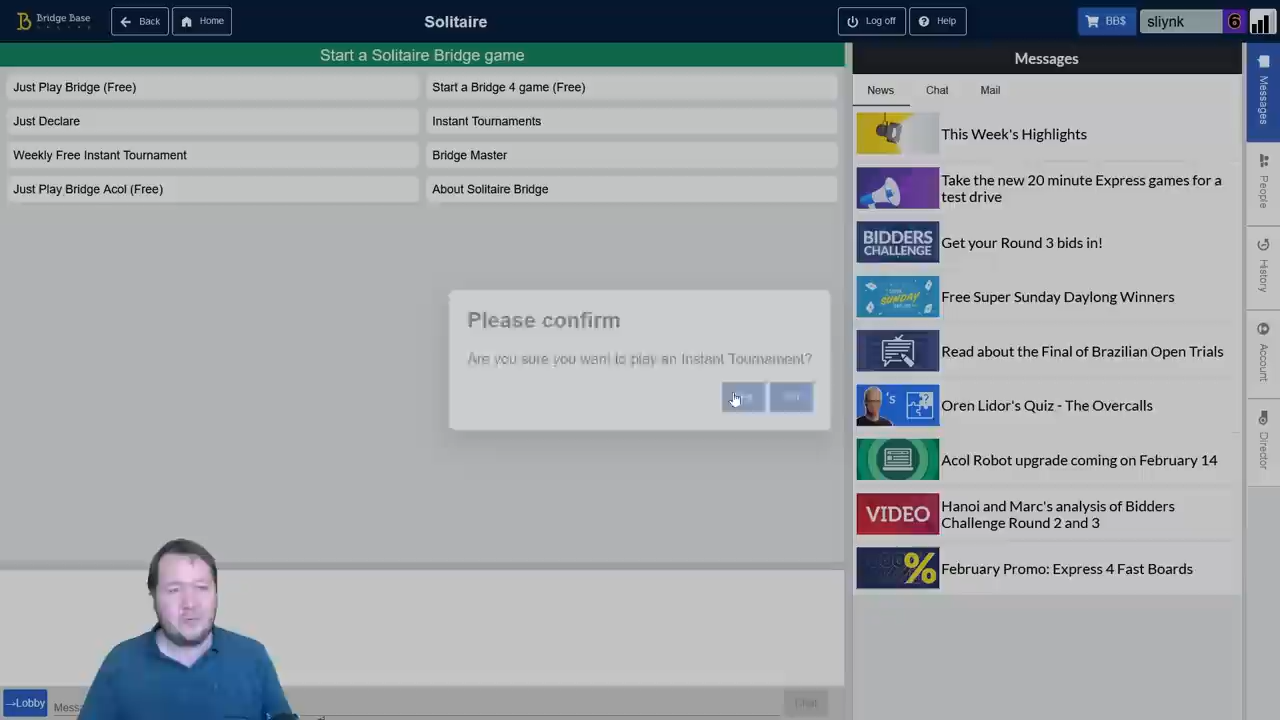 Bridge Base
Back
Home
Solitaire
Log off
Help
BB$
sliynk
6
Start a Solitaire Bridge game
Just Play Bridge (Free)
Start a Bridge 4 game (Free)
Just Declare
Instant Tournaments
Weekly Free Instant Tournament
Bridge Master
Just Play Bridge Acol (Free)
About Solitaire Bridge
Please confirm
Are you sure you want to play an Instant Tournament?
→Lobby
Chat
Messages
News
Chat
Mail
This Week's Highlights
Take the new 20 minute Express games for a
test drive
BIDDERS
CHALLENGE
Get your Round 3 bids in!
SUNDAY
Free Super Sunday Daylong Winners
Read about the Final of Brazilian Open Trials
's
?
Oren Lidor's Quiz - The Overcalls
Acol Robot upgrade coming on February 14
VIDEO
Hanoi and Marc's analysis of Bidders
Challenge Round 2 and 3
%
February Promo: Express 4 Fast Boards
Messages
People
History
Account
Director